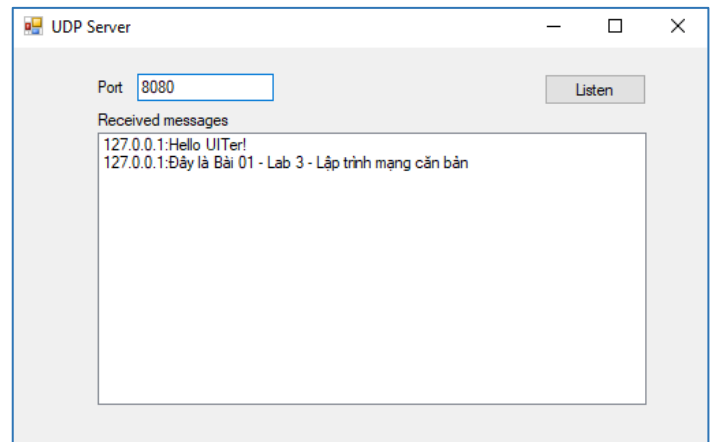 UDP Server
Port 8080 Listen
Received messages
127.0.0.1:Hello UITer!
127.0.0.1:Đây là Bài 01 - Lab 3 - Lập trình mạng căn bản